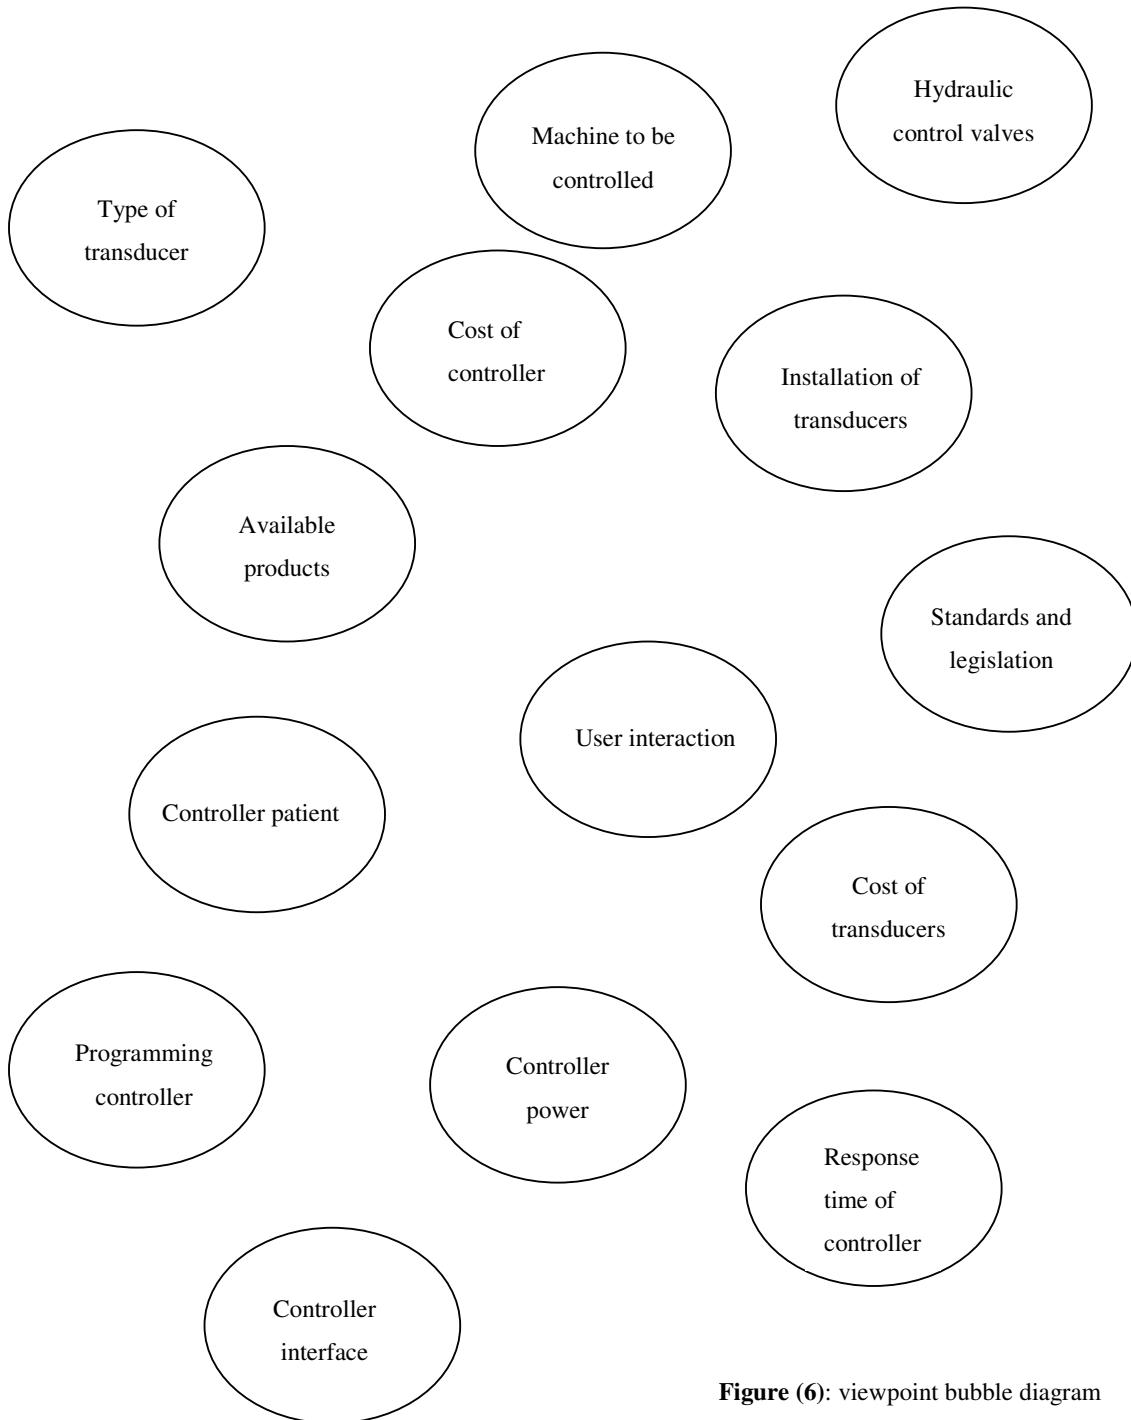 Hydraulic
control valves
Machine to be
controlled
Type of
transducer
Cost of
controller
Installation of
transducers
Available
products
Standards and
legislation
User interaction
Controller patient
Cost of
transducers
Programming
controller
Controller
power
Response
time of
controller
Controller
interface
Figure (6): viewpoint bubble diagram